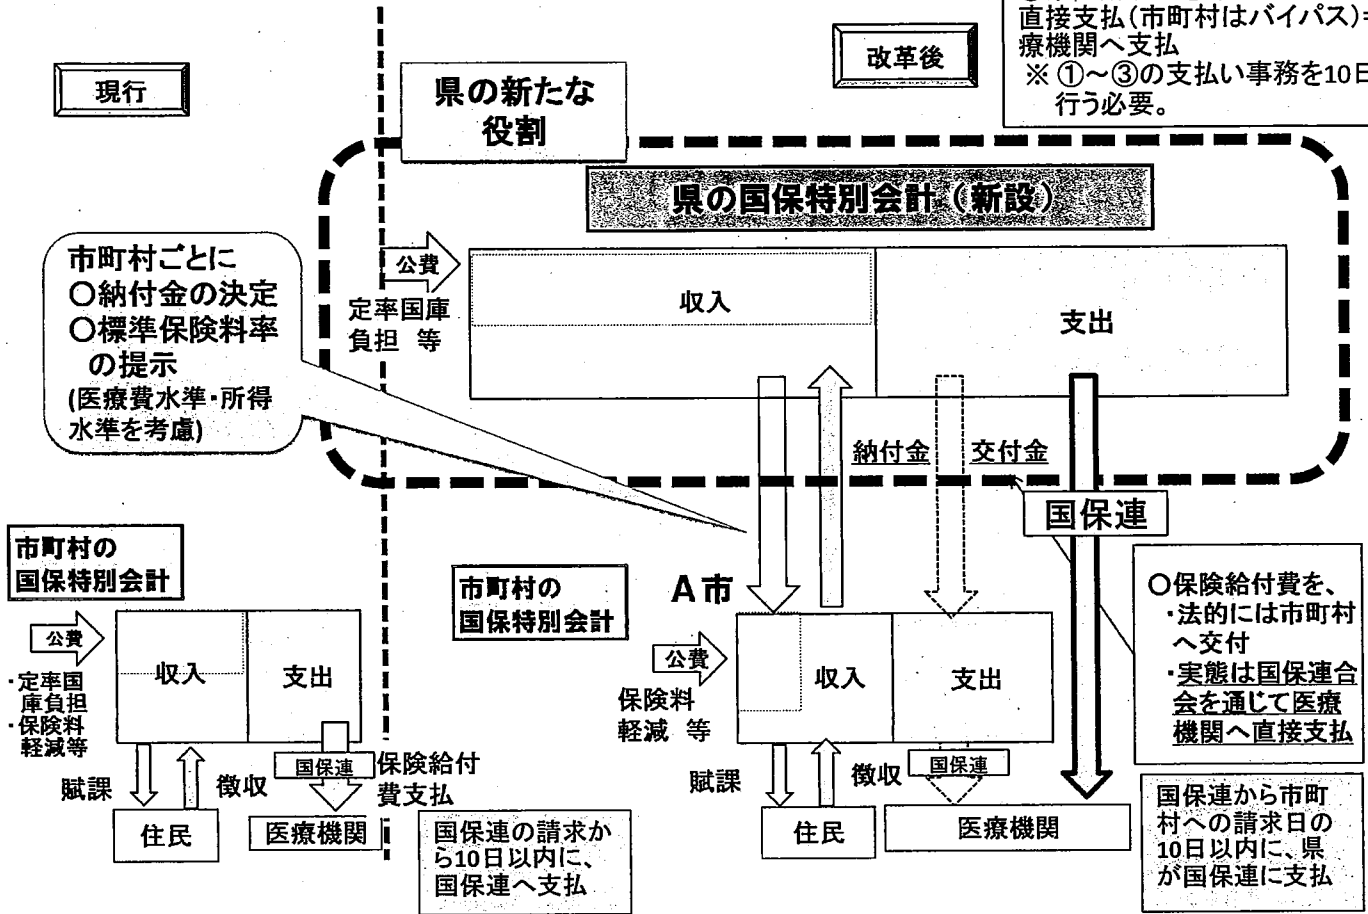 直接支払(市町村はバイパス)=
療機関へ支払
※ ①～③の支払い事務を10日
行う必要。
現行
県の新たな
役割
改革後
県の国保特別会計(新設)
市町村ごとに
○納付金の決定
○標準保険料率
の提示
(医療費水準・所得
水準を考慮)
公費
定率国庫
負担 等
収入
支出
納付金
交付金
国保連
市町村の
国保特別会計
公費
・定率国
庫負担
・保険料
軽減等
収入
支出
賦課
徴収
国保連
保険給付
費支払
住民
医療機関
国保連の請求か
ら10日以内に、
国保連へ支払
市町村の
国保特別会計
A市
公費
保険料
軽減 等
収入
支出
賦課
徴収
国保連
住民
医療機関
○保険給付費を、
・法的には市町村
へ交付
・実態は国保連合
会を通じて医療
機関へ直接支払
国保連から市町
村への請求日の
10日以内に、県
が国保連に支払